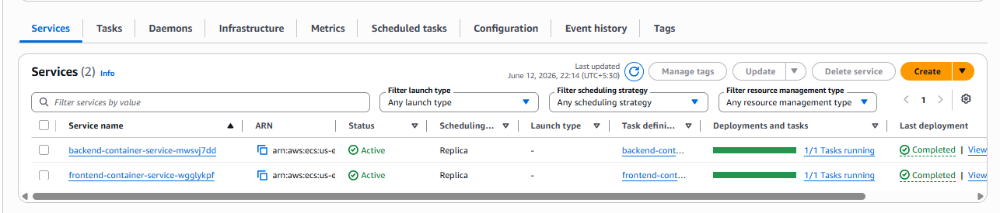 Services Tasks Daemons Infrastructure Metrics Scheduled tasks Configuration Event history Tags
Services (2) Info
Last updated
June 12, 2026, 22:14 (UTC+5:30)
Manage tags Update Delete service Create
Filter services by value
Filter launch type
Any launch type
Filter scheduling strategy
Any scheduling strategy
Filter resource management type
Any resource management type
1
Service name ARN Status Scheduling... Launch type Task defini... Deployments and tasks Last deployment
backend-container-service-mwsvj7dd arn:aws:ecs:us-e Active Replica - backend-cont... 1/1 Tasks running Completed | View
frontend-container-service-wgglykpf arn:aws:ecs:us-e Active Replica - frontend-cont... 1/1 Tasks running Completed | View